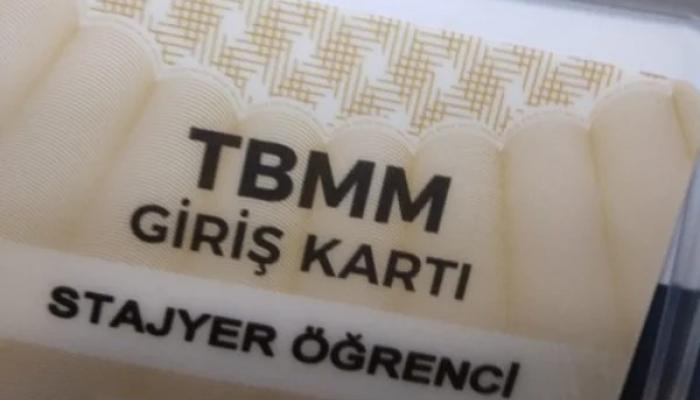 TBMM
GİRİŞ KARTI
STAJYER ÖĞRENCİ